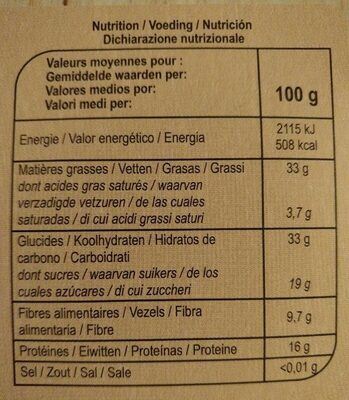 Nutrition / Voeding / Nutrición
Dichiarazione nutrizionale
Valeurs moyennes pour :
Gemiddelde waarden per:
Valores medios por:
Valori medi per:
100 g
Energie / Valor energético / Energia
2115 kJ
508 kcal
Matières grasses / Vetten / Grasas / Grassi
33 g
dont acides gras saturés / waarvan
verzadigde vetzuren / de las cuales
saturadas / di cui acidi grassi saturi
3,7 g
Glucides / Koolhydraten / Hidratos de
carbono / Carboidrati
33 g
dont sucres / waarvan suikers / de los
cuales azúcares / di cui zuccheri
19 g
Fibres alimentaires / Vezels / Fibra
alimentaria / Fibre
9,7 g
Protéines / Eiwitten / Proteínas / Proteine
16 g
Sel / Zout / Sal / Sale
<0,01 g